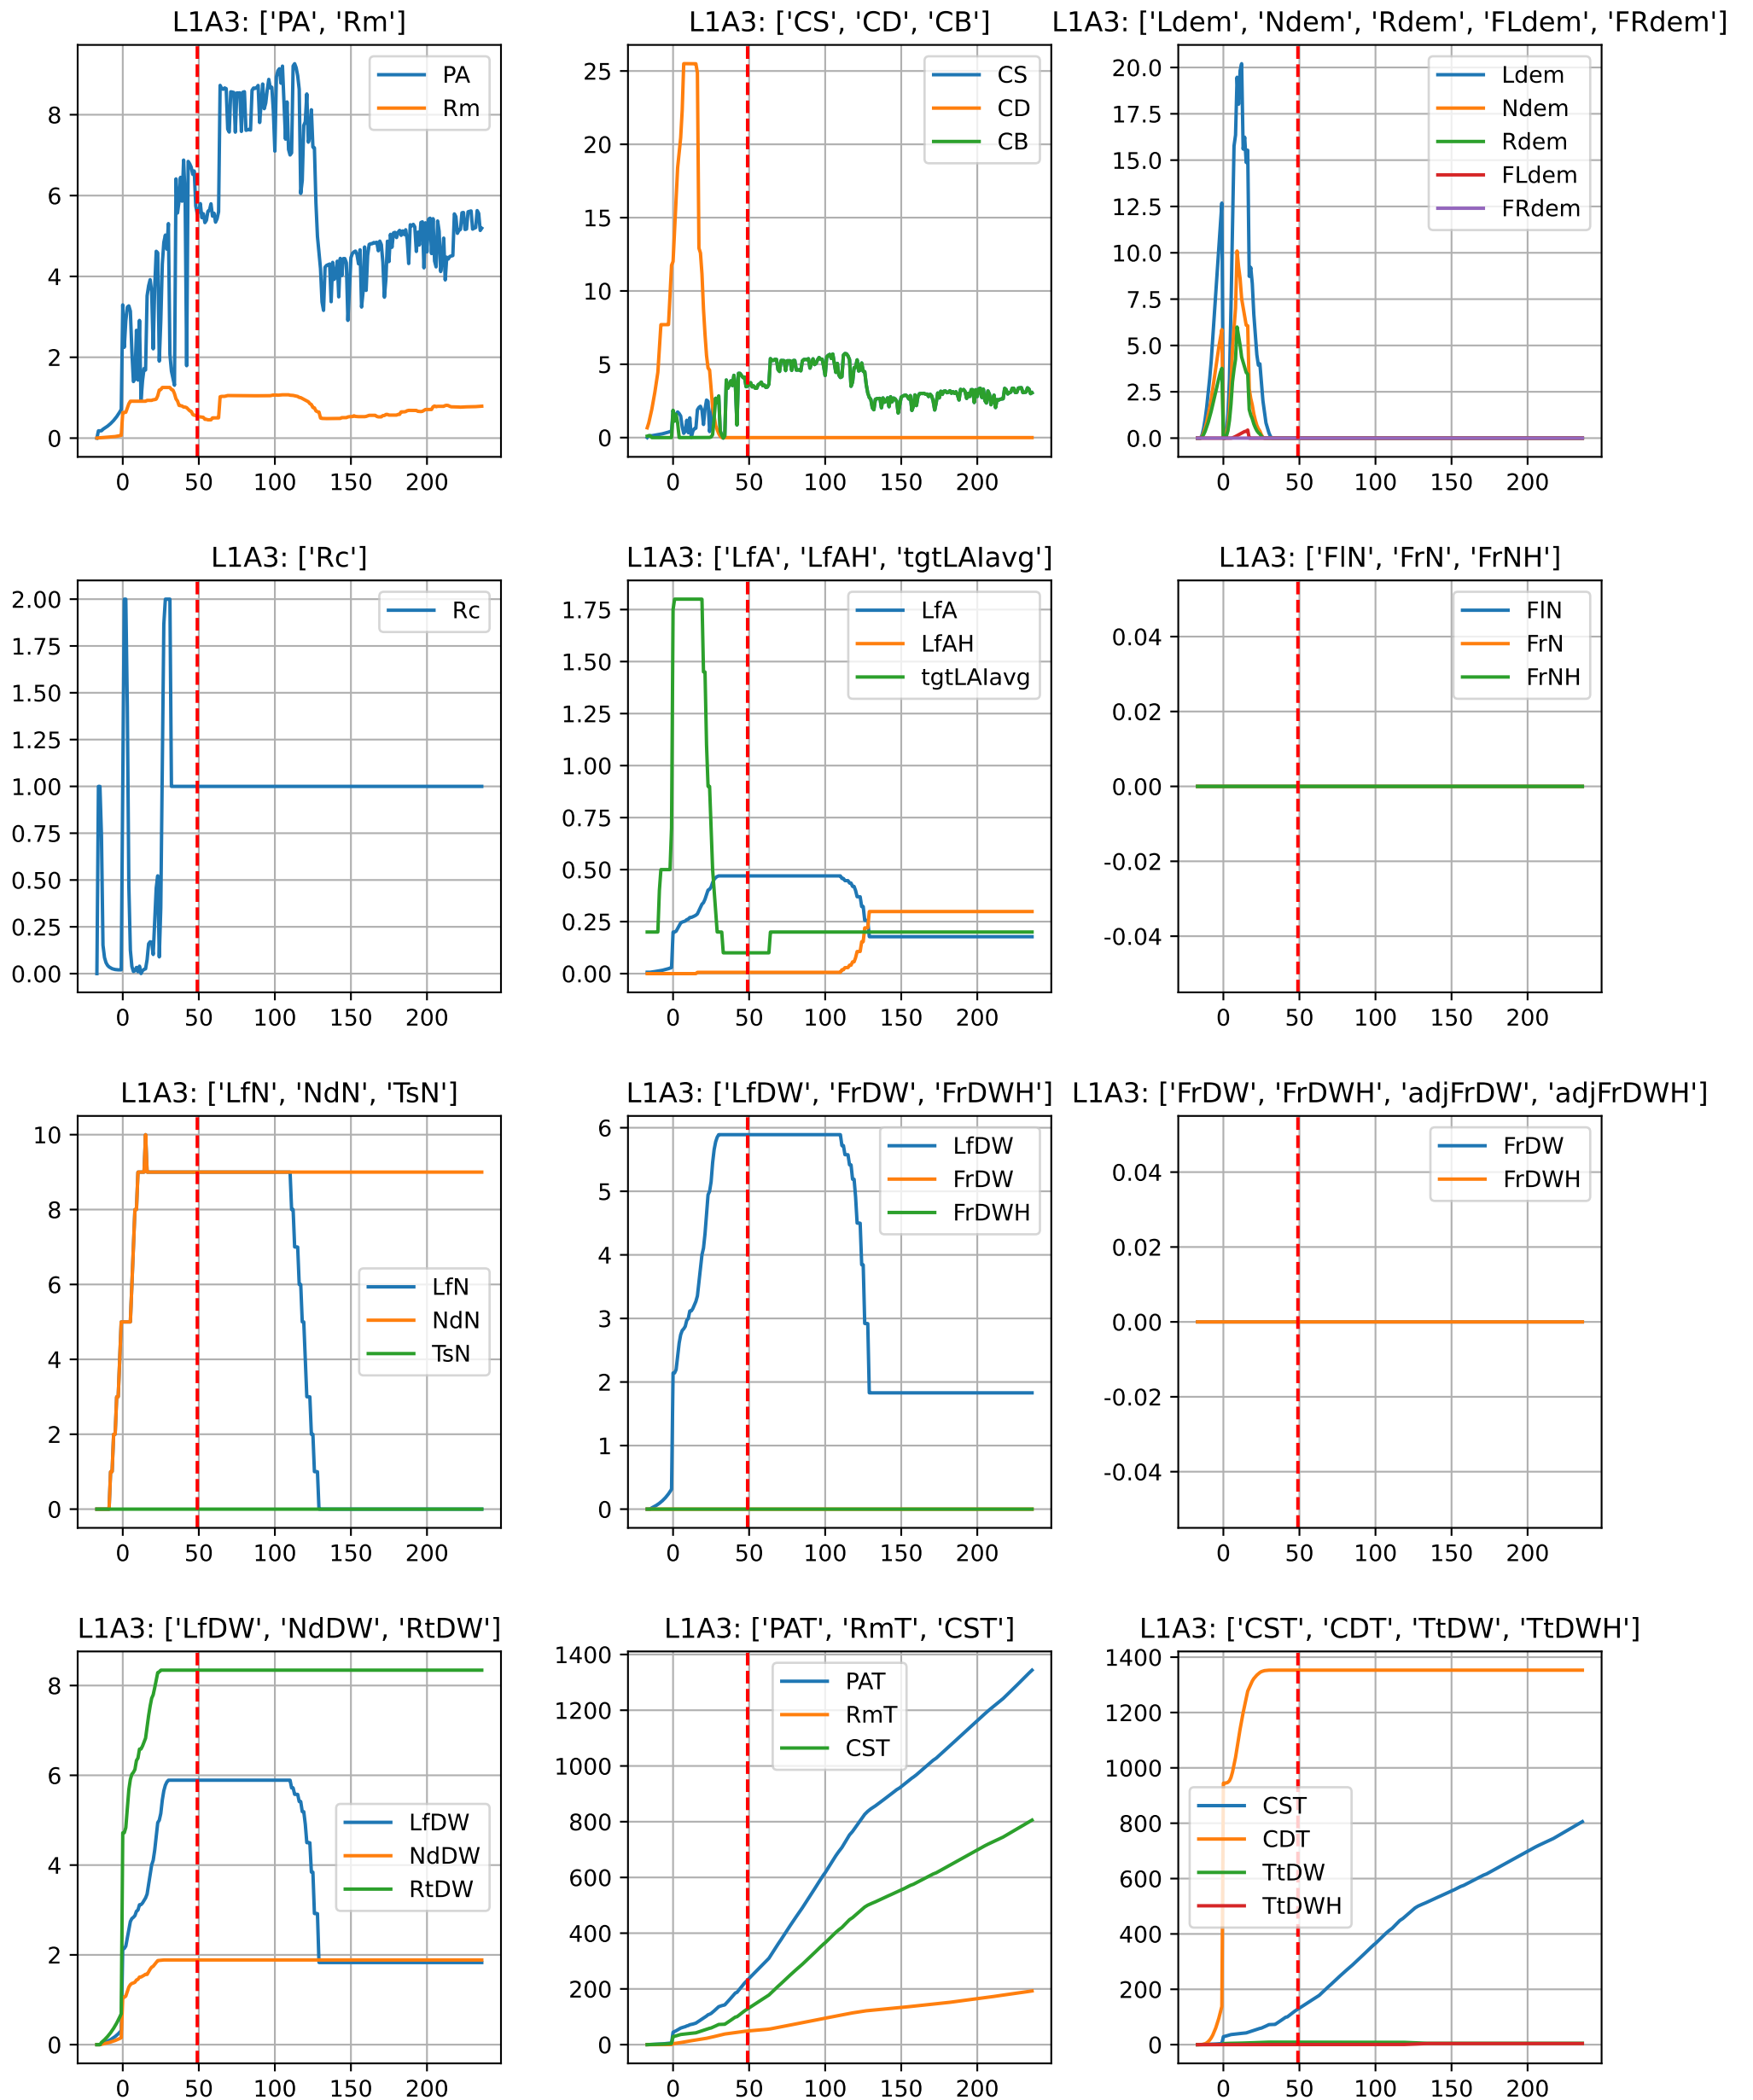 L1A3: ['PA', 'Rm']
PA
Rm
8
6
4
2
0
0 50 100 150 200
L1A3: ['CS', 'CD', 'CB']
CS
CD
CB
25
20
15
10
5
0
0 50 100 150 200
L1A3: ['Ldem', 'Ndem', 'Rdem', 'FLdem', 'FRdem']
Ldem
Ndem
Rdem
FLdem
FRdem
20.0
17.5
15.0
12.5
10.0
7.5
5.0
2.5
0.0
0 50 100 150 200
L1A3: ['Rc']
Rc
2.00
1.75
1.50
1.25
1.00
0.75
0.50
0.25
0.00
0 50 100 150 200
L1A3: ['LfA', 'LfAH', 'tgtLAIavg']
LfA
LfAH
tgtLAIavg
1.75
1.50
1.25
1.00
0.75
0.50
0.25
0.00
0 50 100 150 200
L1A3: ['FlN', 'FrN', 'FrNH']
FlN
FrN
FrNH
0.04
0.02
0.00
-0.02
-0.04
0 50 100 150 200
L1A3: ['LfN', 'NdN', 'TsN']
LfN
NdN
TsN
10
8
6
4
2
0
0 50 100 150 200
L1A3: ['LfDW', 'FrDW', 'FrDWH']
LfDW
FrDW
FrDWH
6
5
4
3
2
1
0
0 50 100 150 200
L1A3: ['FrDW', 'FrDWH', 'adjFrDW', 'adjFrDWH']
FrDW
FrDWH
0.04
0.02
0.00
-0.02
-0.04
0 50 100 150 200
L1A3: ['LfDW', 'NdDW', 'RtDW']
LfDW
NdDW
RtDW
8
6
4
2
0
0 50 100 150 200
L1A3: ['PAT', 'RmT', 'CST']
PAT
RmT
CST
1400
1200
1000
800
600
400
200
0
0 50 100 150 200
L1A3: ['CST', 'CDT', 'TtDW', 'TtDWH']
CST
CDT
TtDW
TtDWH
1400
1200
1000
800
600
400
200
0
0 50 100 150 200